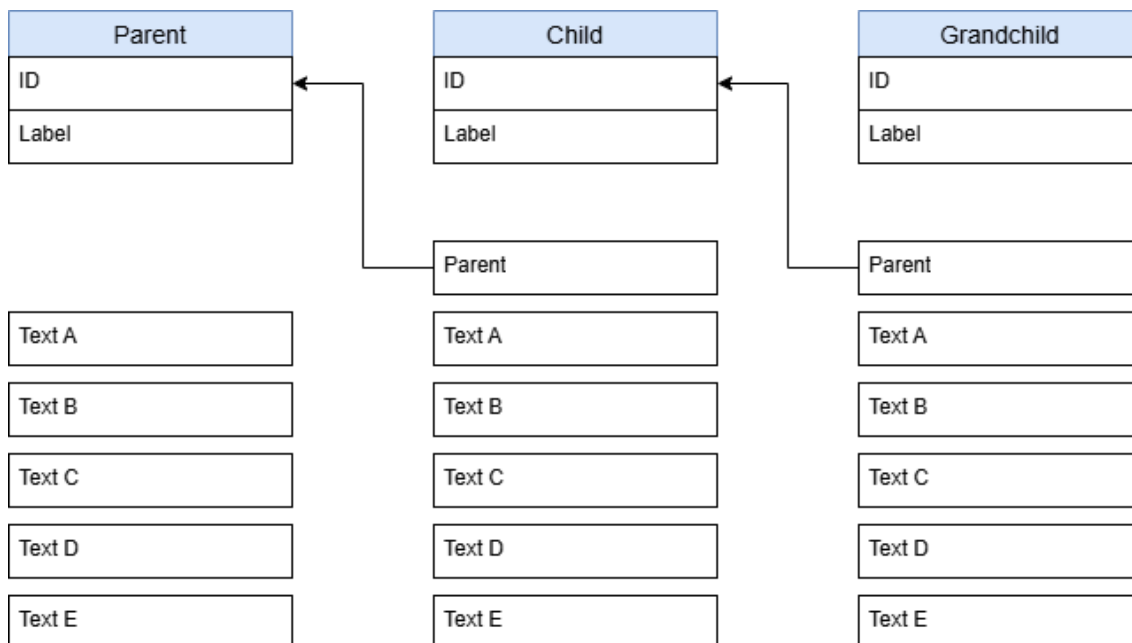 Parent
ID
Label
Text A
Text B
Text C
Text D
Text E
Child
ID
Label
Parent
Text A
Text B
Text C
Text D
Text E
Grandchild
ID
Label
Parent
Text A
Text B
Text C
Text D
Text E